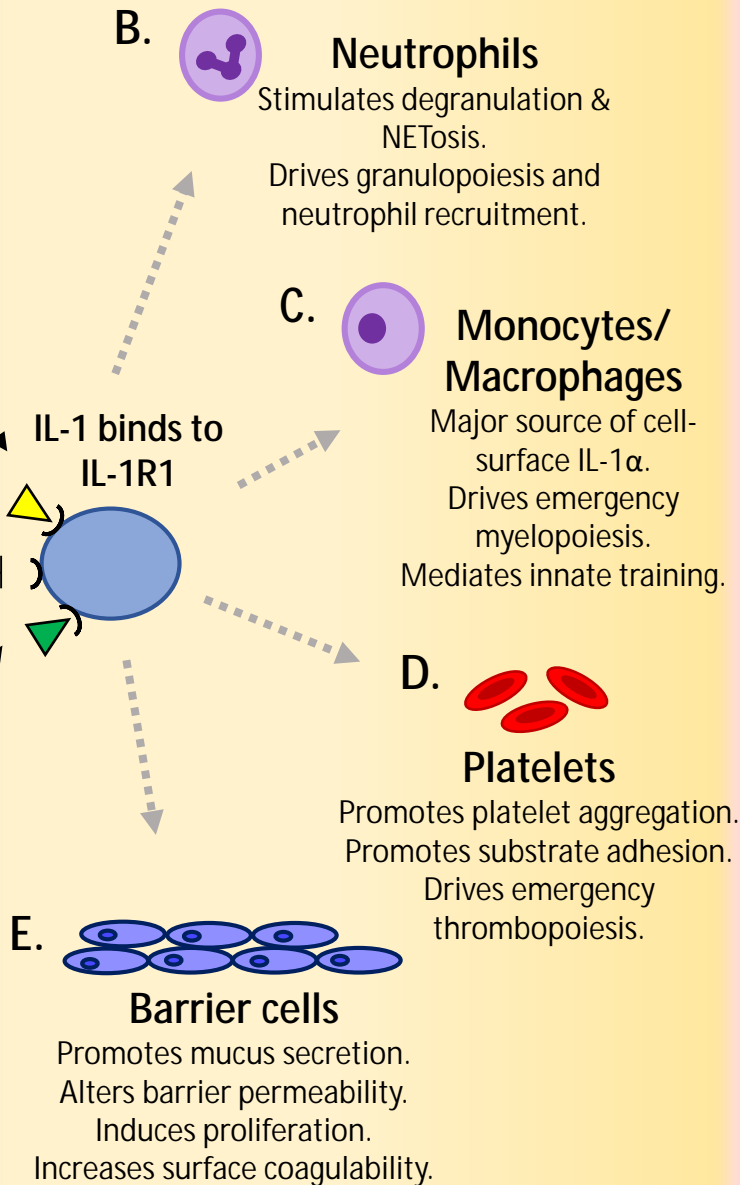 B.
Neutrophils
Stimulates degranulation &
NETosis.
Drives granulopoiesis and
neutrophil recruitment.
C.
Monocytes/
Macrophages
Major source of cell-
surface IL-1α.
Drives emergency
myelopoiesis.
Mediates innate training.
IL-1 binds to
IL-1R1
D.
Platelets
Promotes platelet aggregation.
Promotes substrate adhesion.
Drives emergency
thrombopoiesis.
E.
Barrier cells
Promotes mucus secretion.
Alters barrier permeability.
Induces proliferation.
Increases surface coagulability.